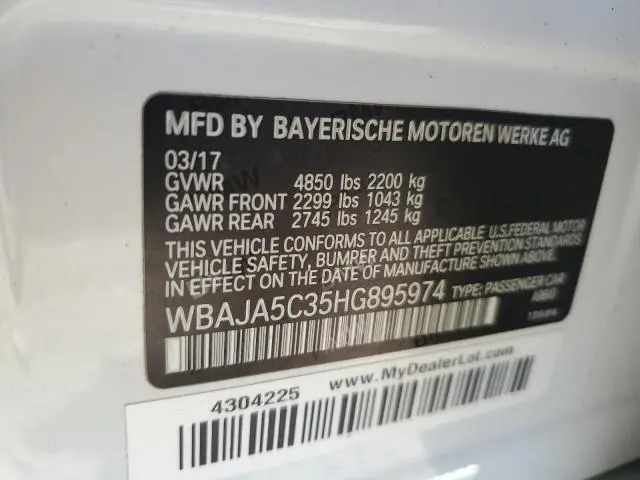 MFD BY BAYERISCHE MOTOREN WERKE AG
03/17
GVWR 4850 lbs 2200 kg
GAWR FRONT 2299 lbs 1043 kg
GAWR REAR 2745 lbs 1245 kg
THIS VEHICLE CONFORMS TO ALL APPLICABLE U.S.FEDERAL MOTOR
VEHICLE SAFETY, BUMPER AND THEFT PREVENTION STANDARDS
IN EFFECT ON THE DATE OF MANUFACTURE SHOWN ABOVE.
WBAJA5C35HG895974 TYPE: PASSENGER CAR
4304225 www.MyDealerLot.com